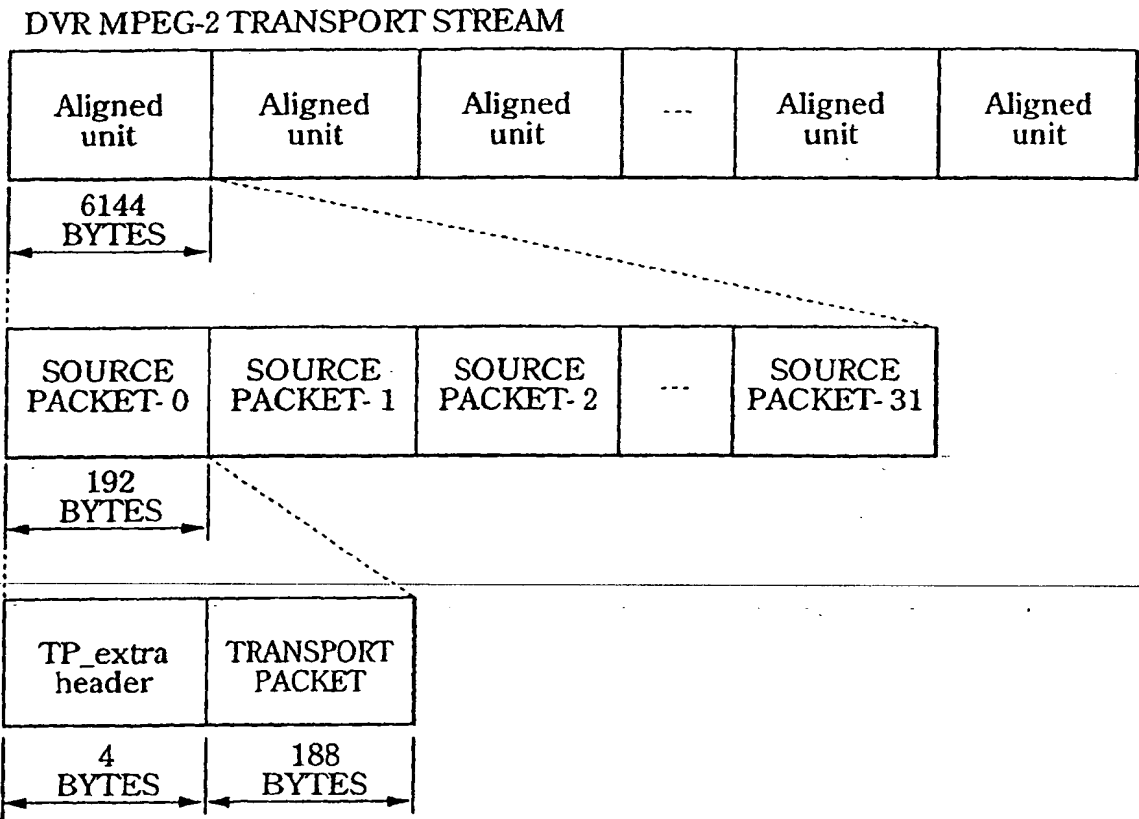 DVR MPEG-2 TRANSPORT STREAM
Aligned unit
Aligned unit
Aligned unit
---
Aligned unit
Aligned unit
6144 BYTES
SOURCE PACKET- 0
SOURCE PACKET- 1
SOURCE PACKET- 2
---
SOURCE PACKET- 31
192 BYTES
TP_extra header
TRANSPORT PACKET
4 BYTES
188 BYTES